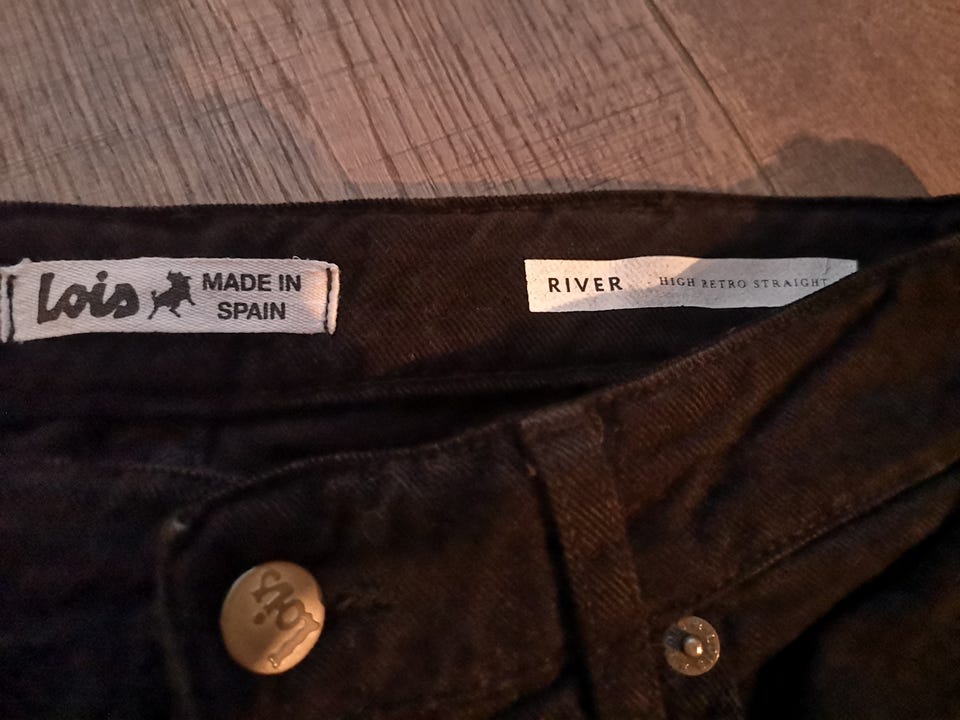 Lois MADE IN
SPAIN
RIVER HIGH RETRO STRAIGHT
Lois